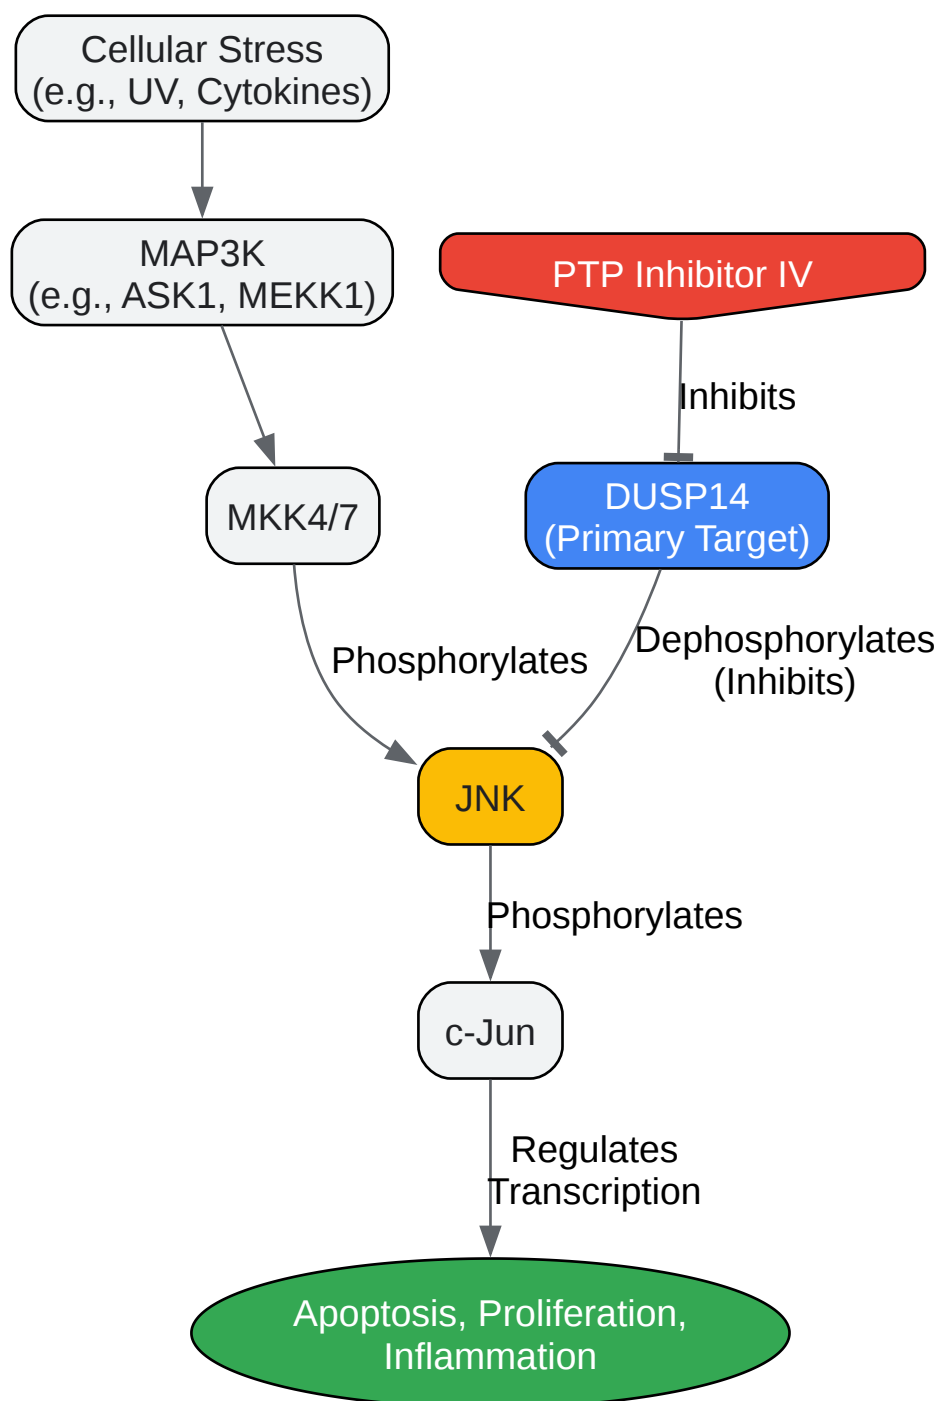 Cellular Stress
(e.g., UV, Cytokines)
MAP3K
(e.g., ASK1, MEKK1)
PTP Inhibitor IV
Inhibits
MKK4/7
DUSP14
(Primary Target)
Phosphorylates
Dephosphorylates
(Inhibits)
JNK
Phosphorylates
c-Jun
Regulates
Transcription
Apoptosis, Proliferation,
Inflammation